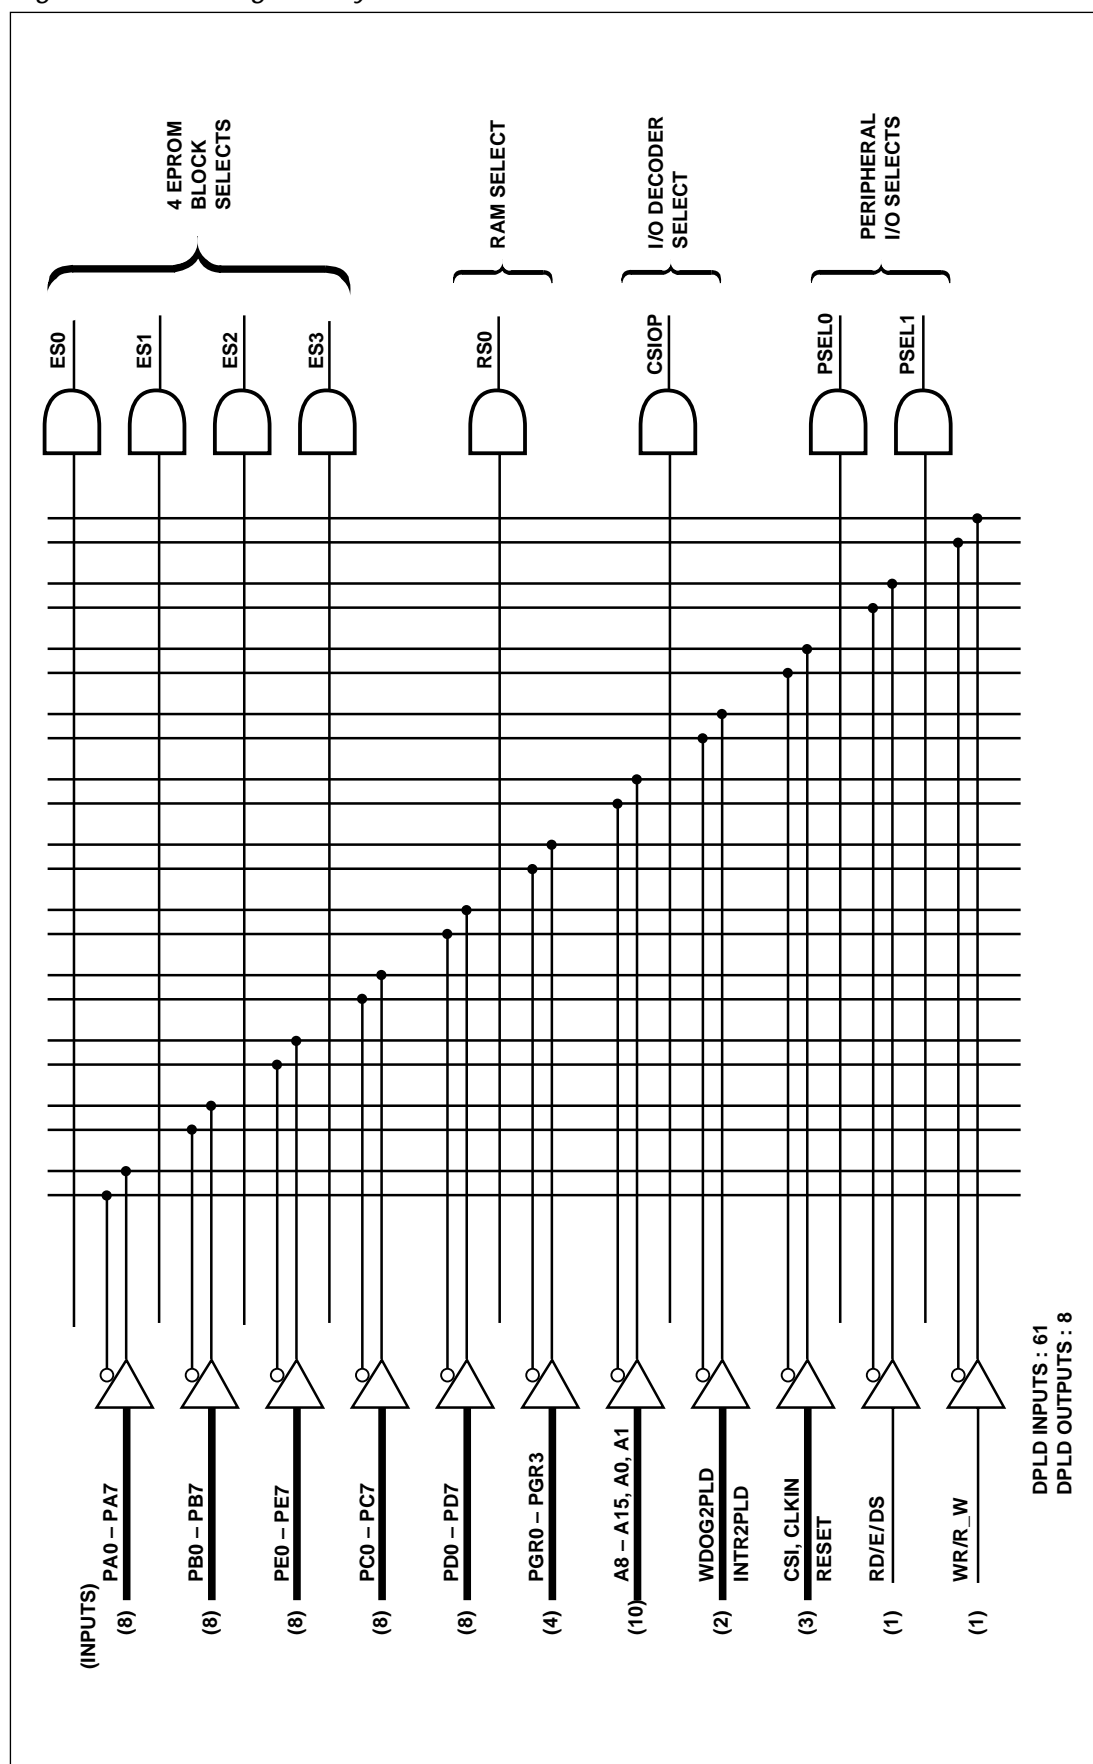 (INPUTS)
(8) PA0 – PA7
(8) PB0 – PB7
(8) PE0 – PE7
(8) PC0 – PC7
(8) PD0 – PD7
(4) PGR0 – PGR3
(10) A8 – A15, A0, A1
(2) WDOG2PLD
INTR2PLD
(3) CSI, CLKIN
RESET
(1) RD/E/DS
(1) WR/R_W
ES0
ES1
ES2
ES3
RS0
CSIOP
PSEL0
PSEL1
4 EPROM
BLOCK
SELECTS
RAM SELECT
I/O DECODER
SELECT
PERIPHERAL
I/O SELECTS
DPLD INPUTS : 61
DPLD OUTPUTS : 8